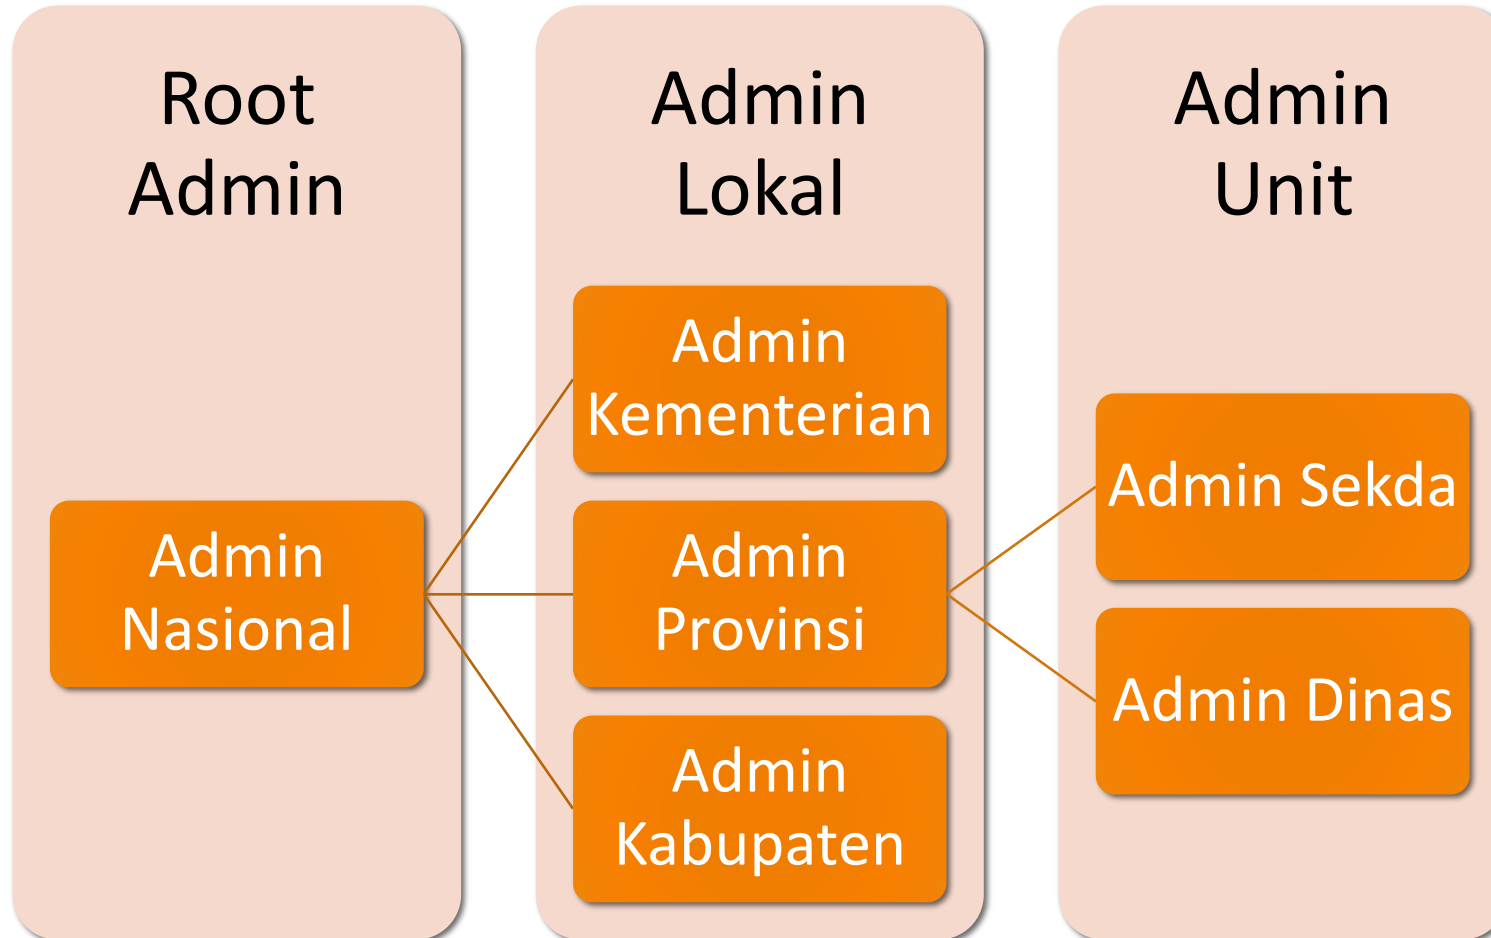 Root
Admin
Admin
Nasional
Admin
Lokal
Admin
Kementerian
Admin
Provinsi
Admin
Kabupaten
Admin
Unit
Admin Sekda
Admin Dinas